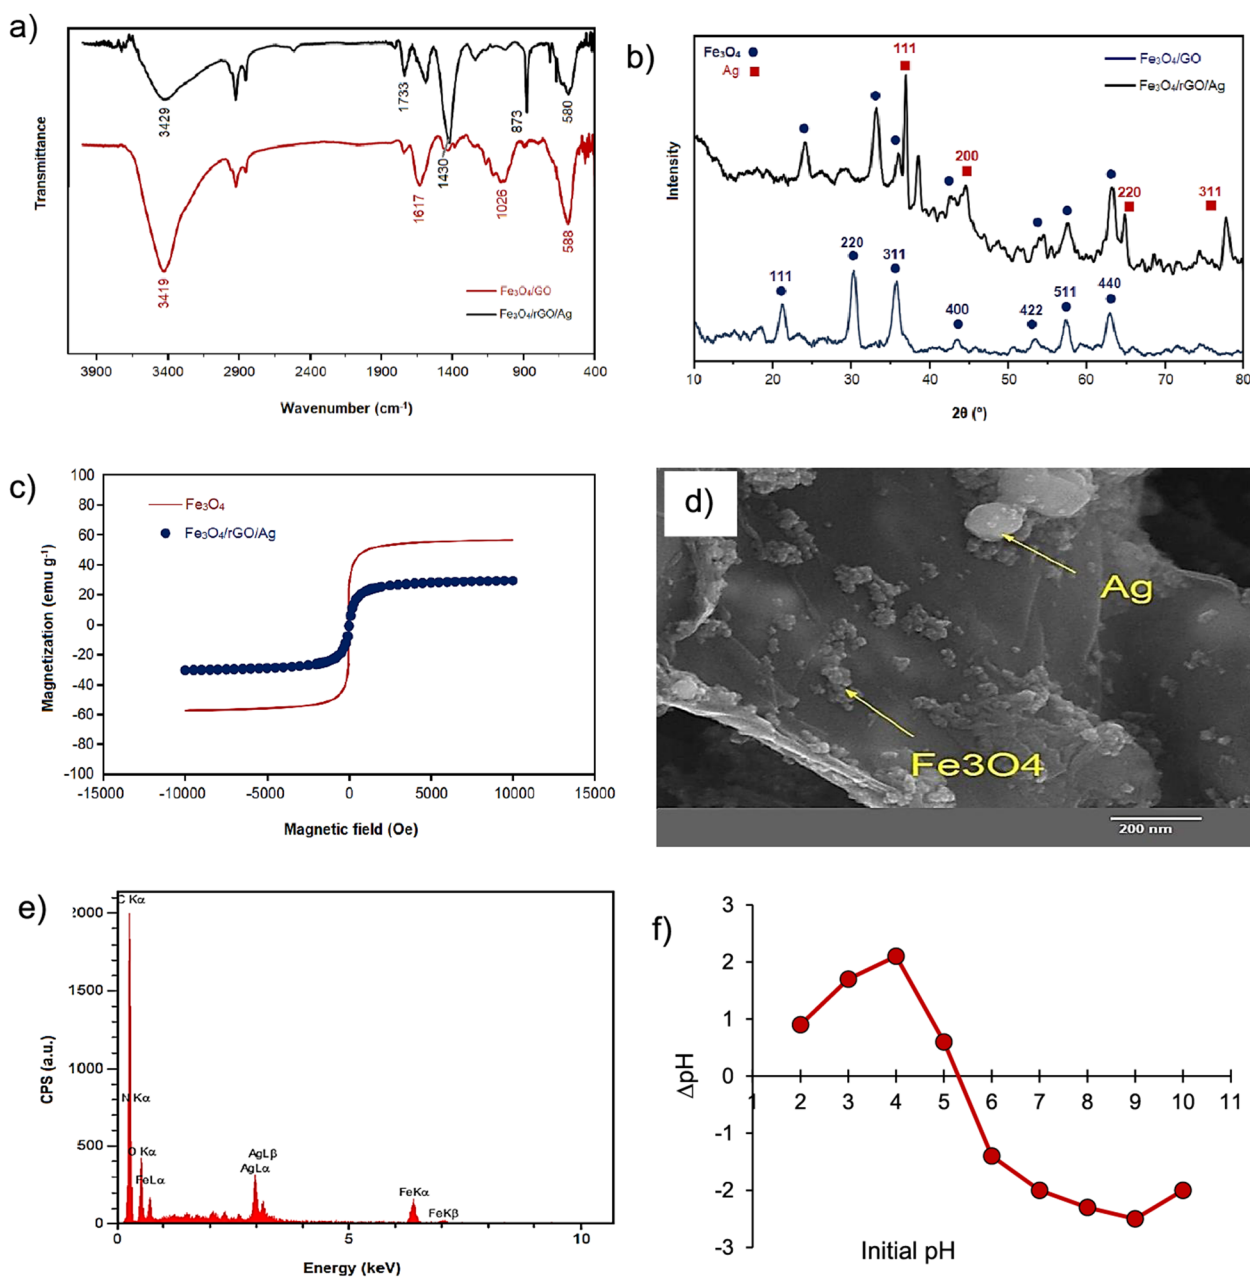 a)
3429
1733
1430
873
580
3419
1617
1026
588
Fe₃O₄/GO
Fe₃O₄/rGO/Ag
Transmittance
3900 3400 2900 2400 1900 1400 900 400
Wavenumber (cm⁻¹)
b)
Fe₃O₄
Ag
111
Fe₃O₄/GO
Fe₃O₄/rGO/Ag
200
220
311
111
220
311
400
422
511
440
Intensity
10 20 30 40 50 60 70 80
2θ (°)
c)
Fe₃O₄
Fe₃O₄/rGO/Ag
Magnetization (emu g⁻¹)
100
80
60
40
20
0
-20
-40
-60
-80
-100
-15000 -10000 -5000 0 5000 10000 15000
Magnetic field (Oe)
d)
Ag
Fe3O4
200 nm
e)
C Kα
2000
1500
1000
N Kα
500
O Kα
FeLα
AgLβ
AgLα
FeKα
FeKβ
0
CPS (a.u.)
0 5 10
Energy (keV)
f)
3
2
1
0
-1
-2
-3
ΔpH
1 2 3 4 5 6 7 8 9 10 11
Initial pH